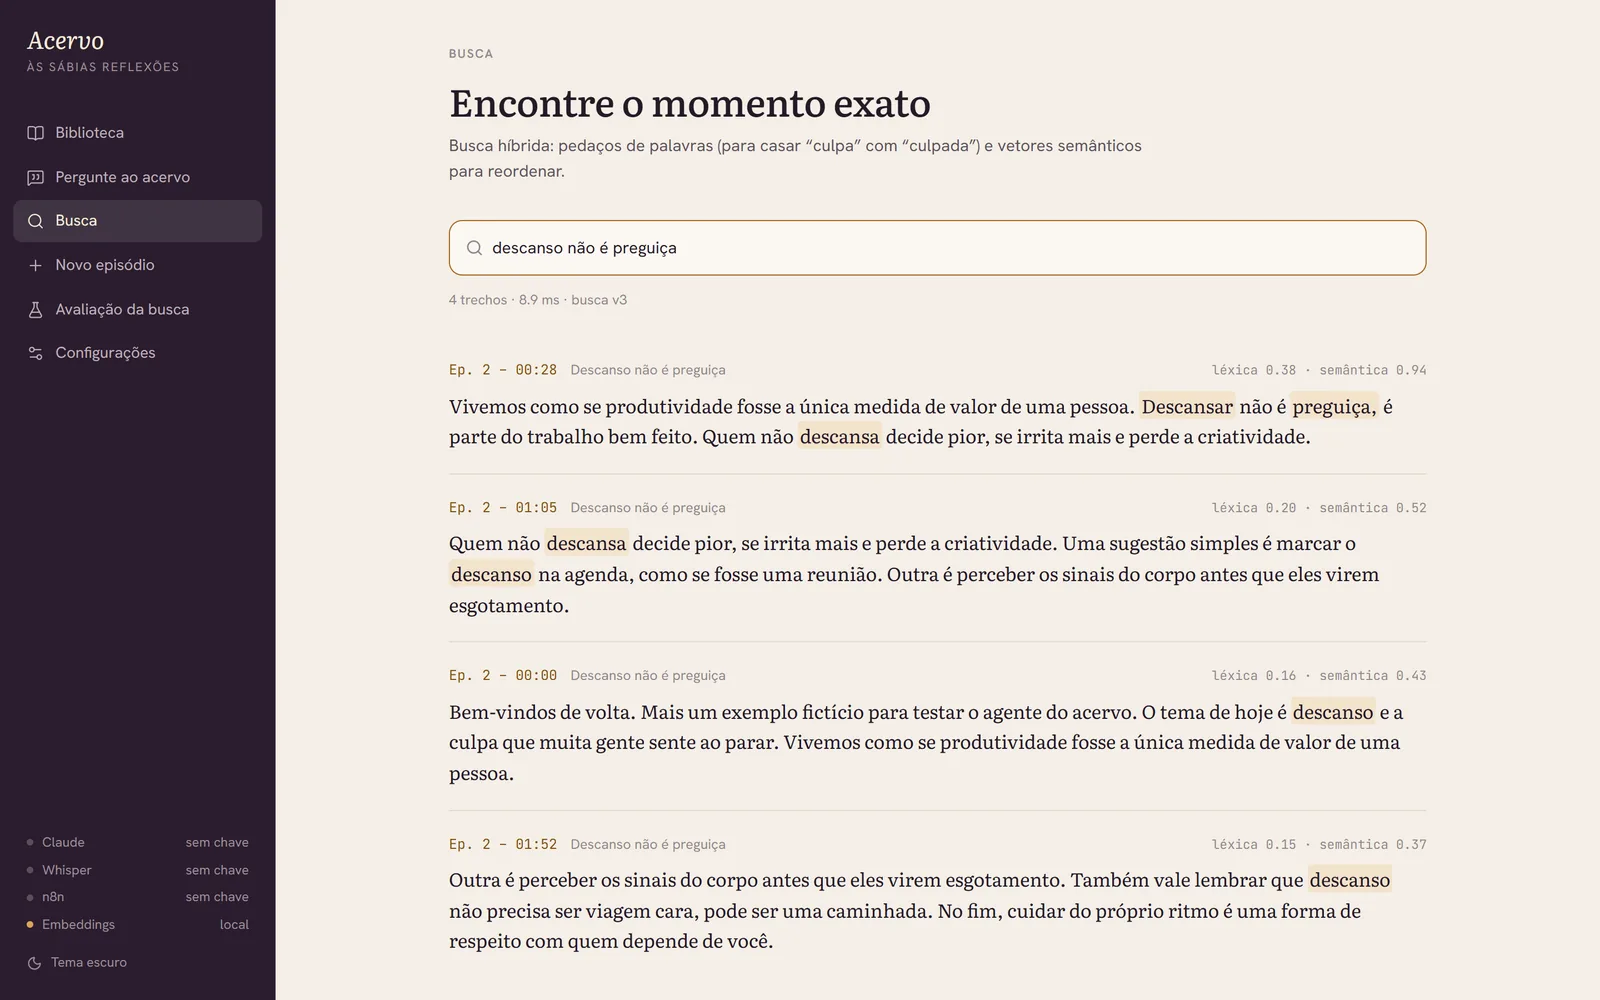 Acervo
ÀS SÁBIAS REFLEXÕES
Biblioteca
Pergunte ao acervo
Busca
Novo episódio
Avaliação da busca
Configurações
Claude sem chave
Whisper sem chave
n8n sem chave
Embeddings local
Tema escuro
BUSCA
Encontre o momento exato
Busca híbrida: pedaços de palavras (para casar “culpa” com “culpada”) e vetores semânticos
para reordenar.
descanso não é preguiça
4 trechos · 8.9 ms · busca v3
Ep. 2 – 00:28 Descanso não é preguiça léxica 0.38 · semântica 0.94
Vivemos como se produtividade fosse a única medida de valor de uma pessoa. Descansar não é preguiça, é
parte do trabalho bem feito. Quem não descansa decide pior, se irrita mais e perde a criatividade.
Ep. 2 – 01:05 Descanso não é preguiça léxica 0.20 · semântica 0.52
Quem não descansa decide pior, se irrita mais e perde a criatividade. Uma sugestão simples é marcar o
descanso na agenda, como se fosse uma reunião. Outra é perceber os sinais do corpo antes que eles virem
esgotamento.
Ep. 2 – 00:00 Descanso não é preguiça léxica 0.16 · semântica 0.43
Bem-vindos de volta. Mais um exemplo fictício para testar o agente do acervo. O tema de hoje é descanso e a
culpa que muita gente sente ao parar. Vivemos como se produtividade fosse a única medida de valor de uma
pessoa.
Ep. 2 – 01:52 Descanso não é preguiça léxica 0.15 · semântica 0.37
Outra é perceber os sinais do corpo antes que eles virem esgotamento. Também vale lembrar que descanso
não precisa ser viagem cara, pode ser uma caminhada. No fim, cuidar do próprio ritmo é uma forma de
respeito com quem depende de você.